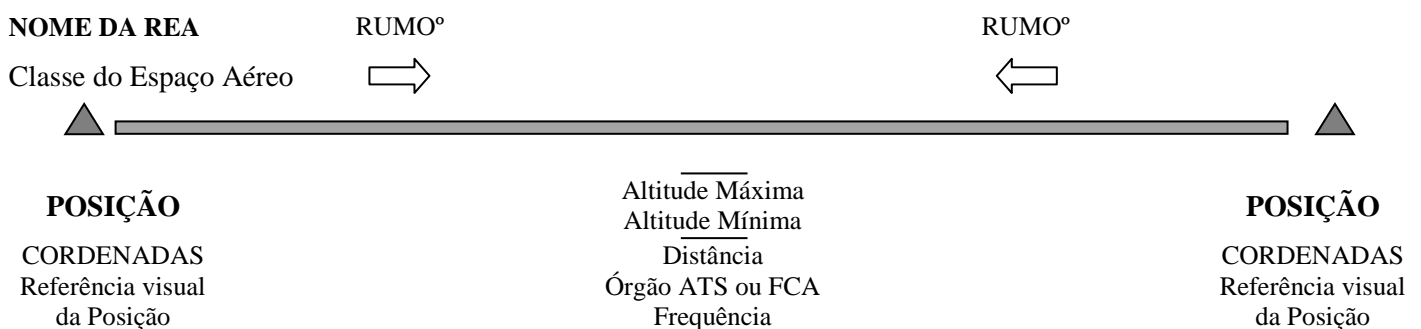 NOME DA REA
RUMOº
RUMOº
Classe do Espaço Aéreo
POSIÇÃO
CORDENADAS
Referência visual
da Posição
Altitude Máxima
Altitude Mínima
Distância
Órgão ATS ou FCA
Frequência
POSIÇÃO
CORDENADAS
Referência visual
da Posição